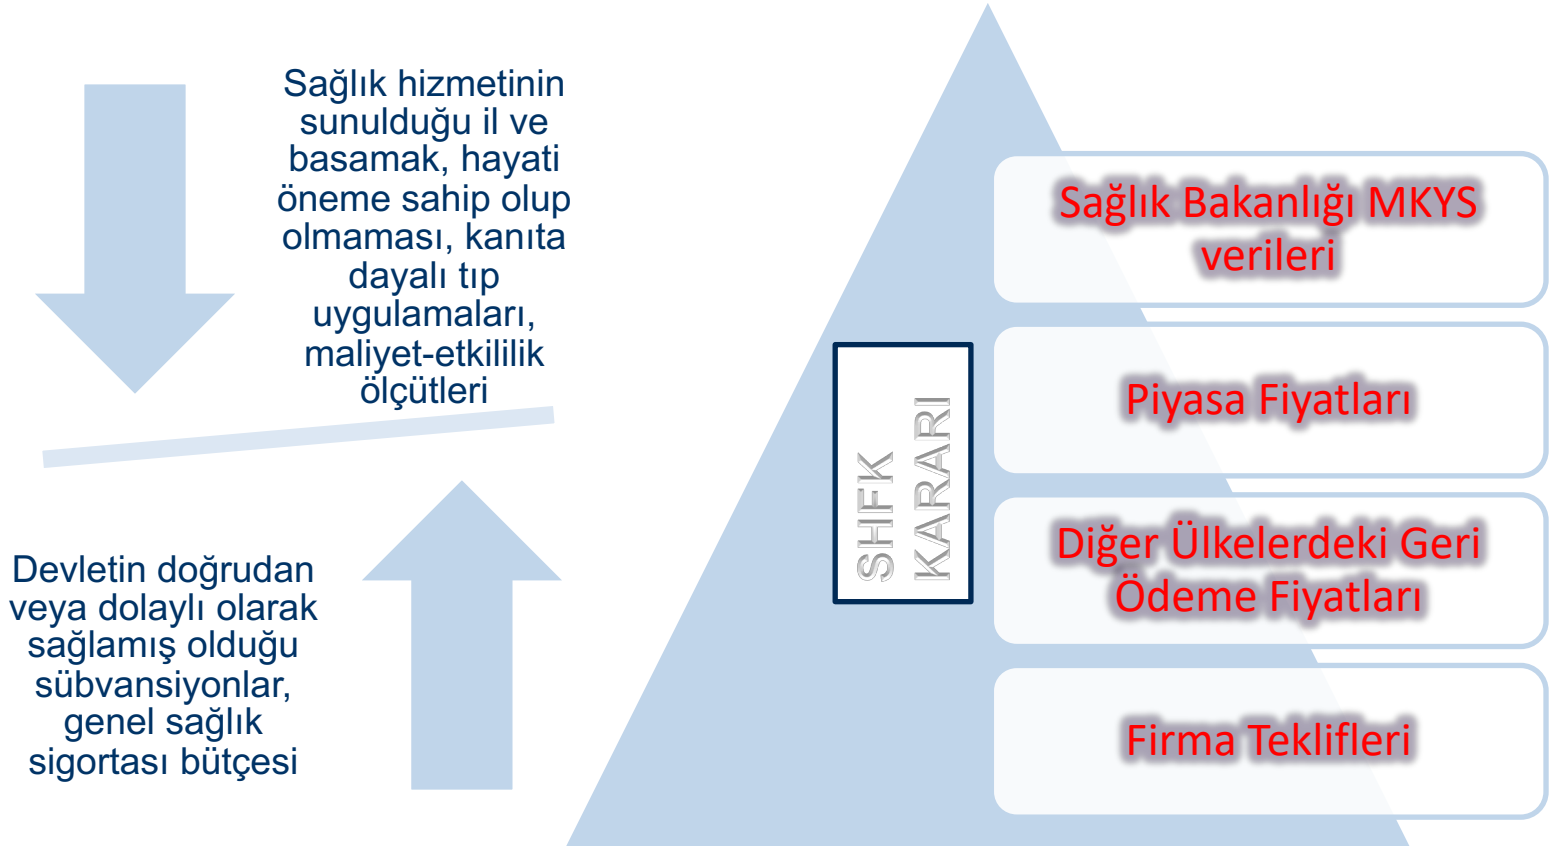 Sağlık hizmetinin
sunulduğu il ve
basamak, hayati
öneme sahip olup
olmaması, kanıta
dayalı tıp
uygulamaları,
maliyet-etkililik
ölçütleri
Devletin doğrudan
veya dolaylı olarak
sağlamış olduğu
sübvansiyonlar,
genel sağlık
sigortası bütçesi
SHFK
KARARI
Sağlık Bakanlığı MKYS
verileri
Piyasa Fiyatları
Diğer Ülkelerdeki Geri
Ödeme Fiyatları
Firma Teklifleri